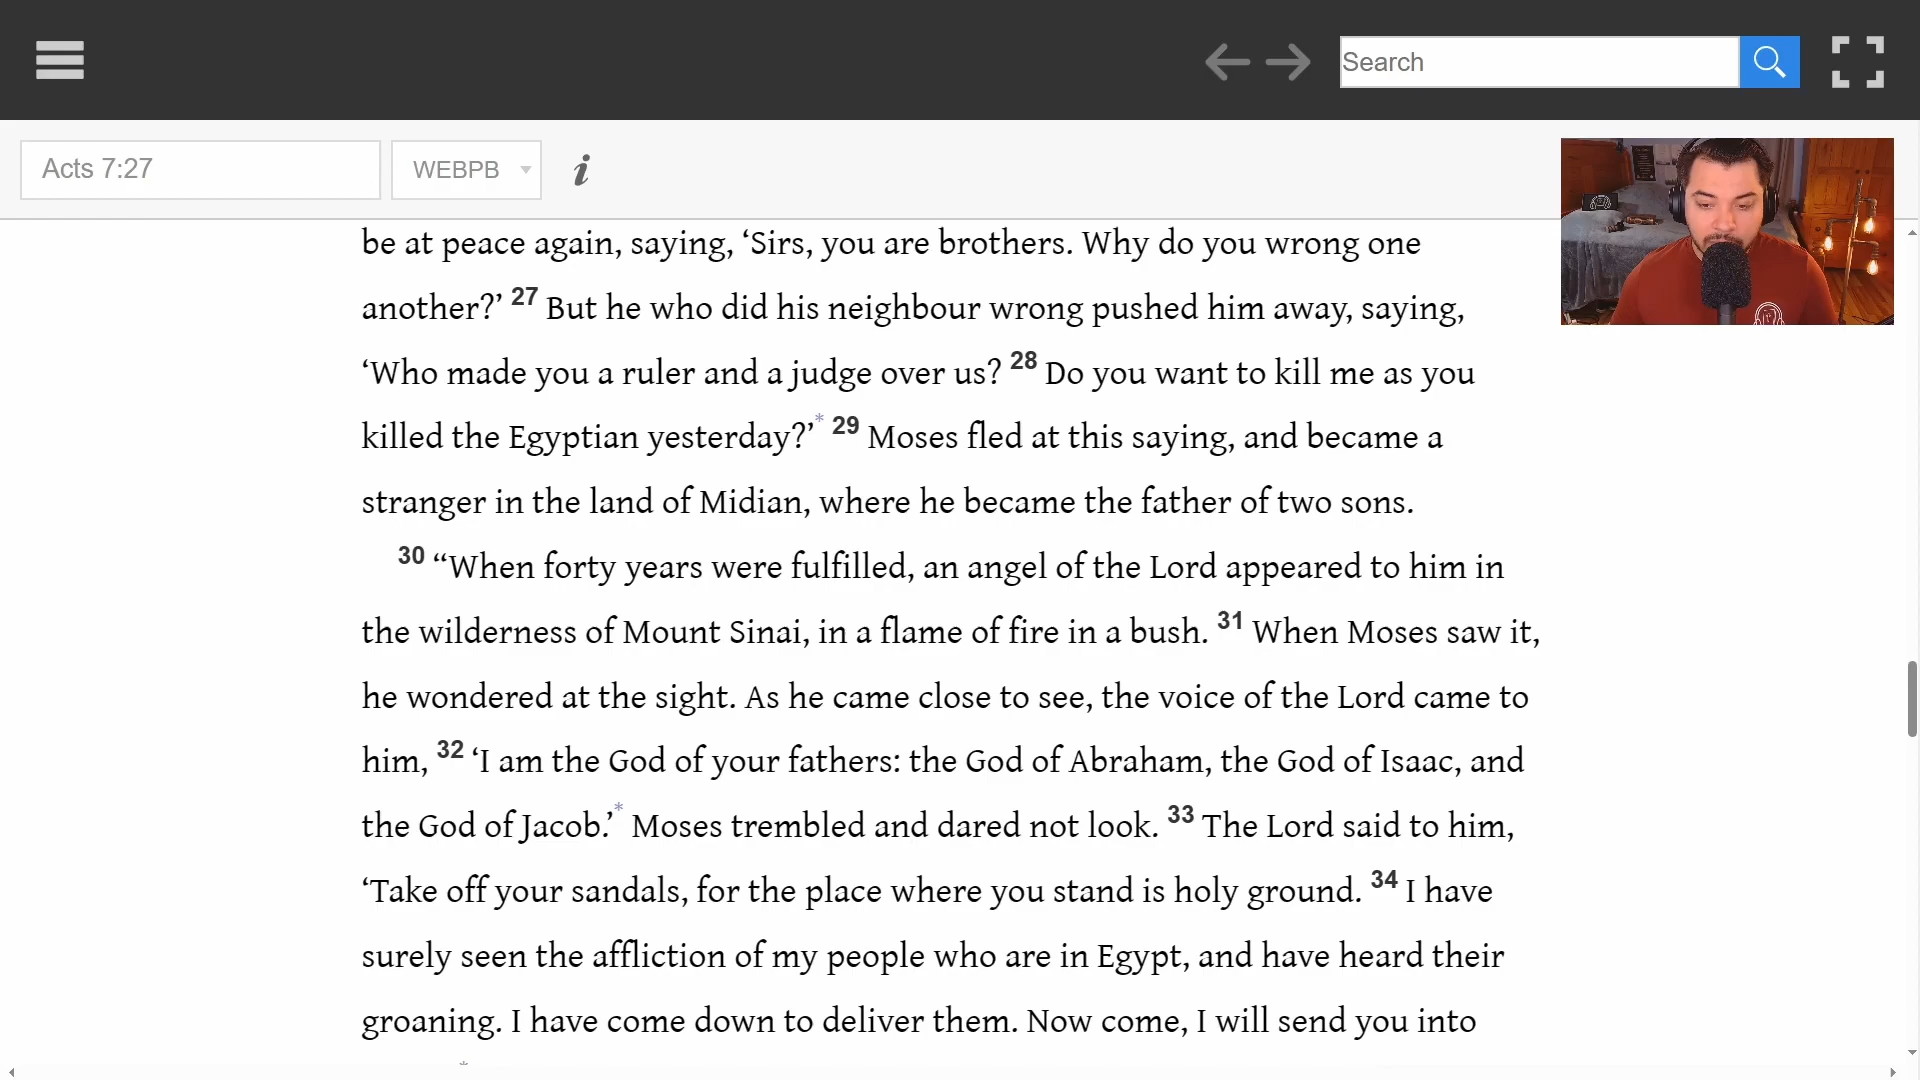 Search
Acts 7:27
WEBPB
i
be at peace again, saying, ‘Sirs, you are brothers. Why do you wrong one
another?’ 27 But he who did his neighbour wrong pushed him away, saying,
‘Who made you a ruler and a judge over us? 28 Do you want to kill me as you
killed the Egyptian yesterday?’* 29 Moses fled at this saying, and became a
stranger in the land of Midian, where he became the father of two sons.
30 “When forty years were fulfilled, an angel of the Lord appeared to him in
the wilderness of Mount Sinai, in a flame of fire in a bush. 31 When Moses saw it,
he wondered at the sight. As he came close to see, the voice of the Lord came to
him, 32 ‘I am the God of your fathers: the God of Abraham, the God of Isaac, and
the God of Jacob.’* Moses trembled and dared not look. 33 The Lord said to him,
‘Take off your sandals, for the place where you stand is holy ground. 34 I have
surely seen the affliction of my people who are in Egypt, and have heard their
groaning. I have come down to deliver them. Now come, I will send you into
*